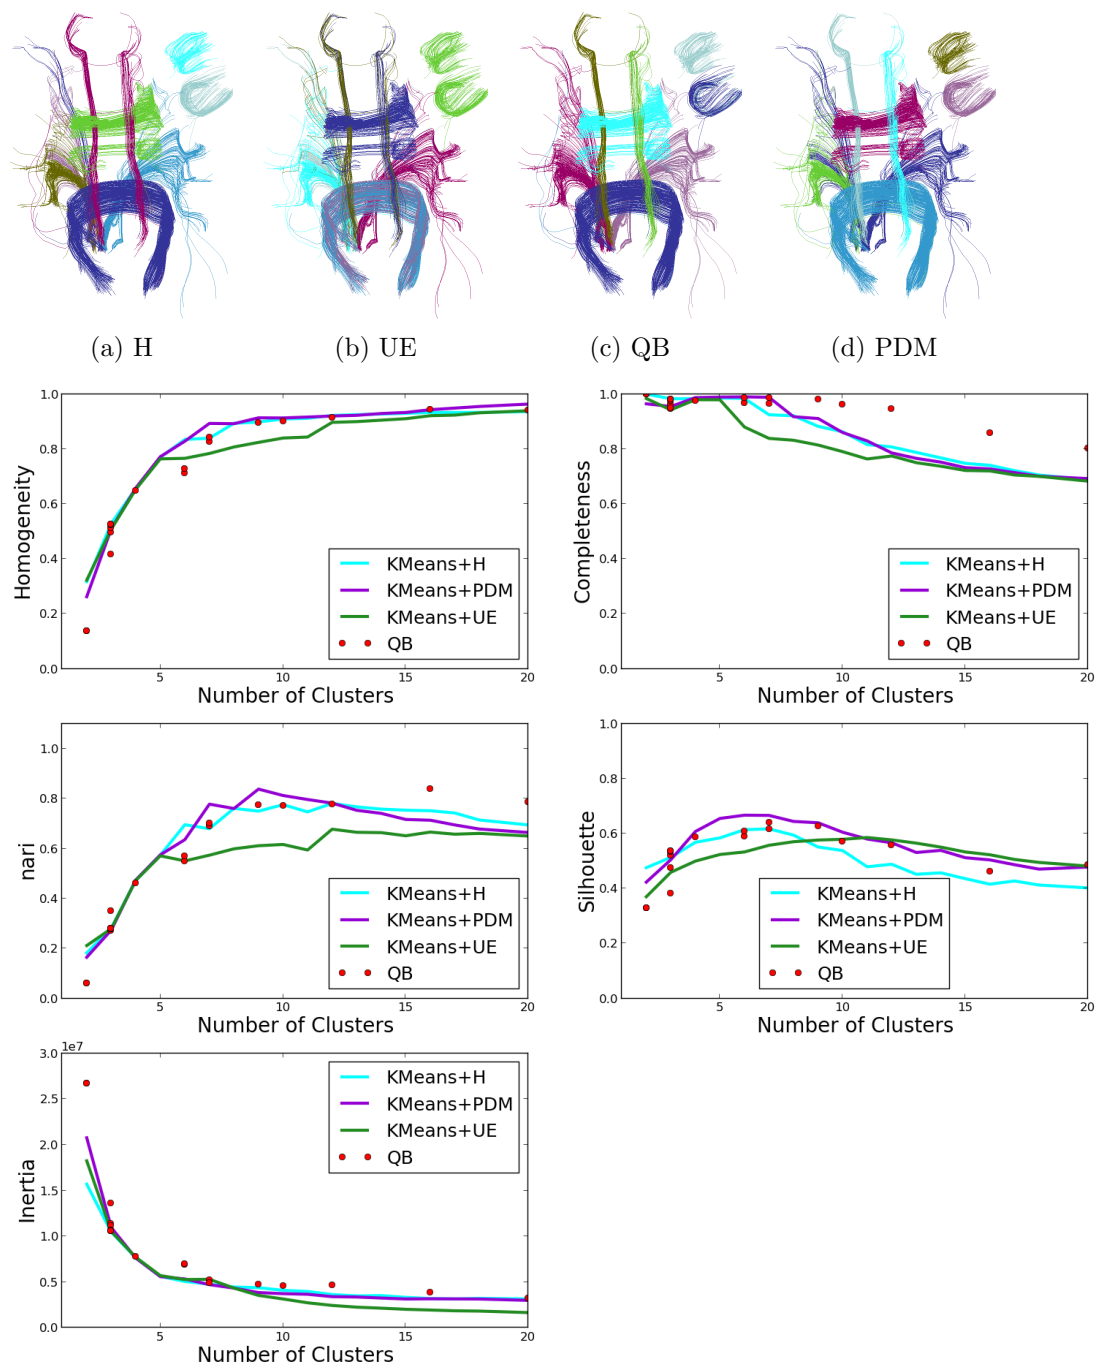 (a) H
(b) UE
(c) QB
(d) PDM
1.0
0.8
0.6
0.4
0.2
0.0
Homogeneity
KMeans+H
KMeans+PDM
KMeans+UE
QB
5
10
15
20
Number of Clusters
1.0
0.8
0.6
0.4
0.2
0.0
Completeness
KMeans+H
KMeans+PDM
KMeans+UE
QB
5
10
15
20
Number of Clusters
1.0
0.8
0.6
0.4
0.2
0.0
nari
KMeans+H
KMeans+PDM
KMeans+UE
QB
5
10
15
20
Number of Clusters
1.0
0.8
0.6
0.4
0.2
0.0
Silhouette
KMeans+H
KMeans+PDM
KMeans+UE
QB
5
10
15
20
Number of Clusters
1e7
3.0
2.5
2.0
1.5
1.0
0.5
0.0
Inertia
KMeans+H
KMeans+PDM
KMeans+UE
QB
5
10
15
20
Number of Clusters